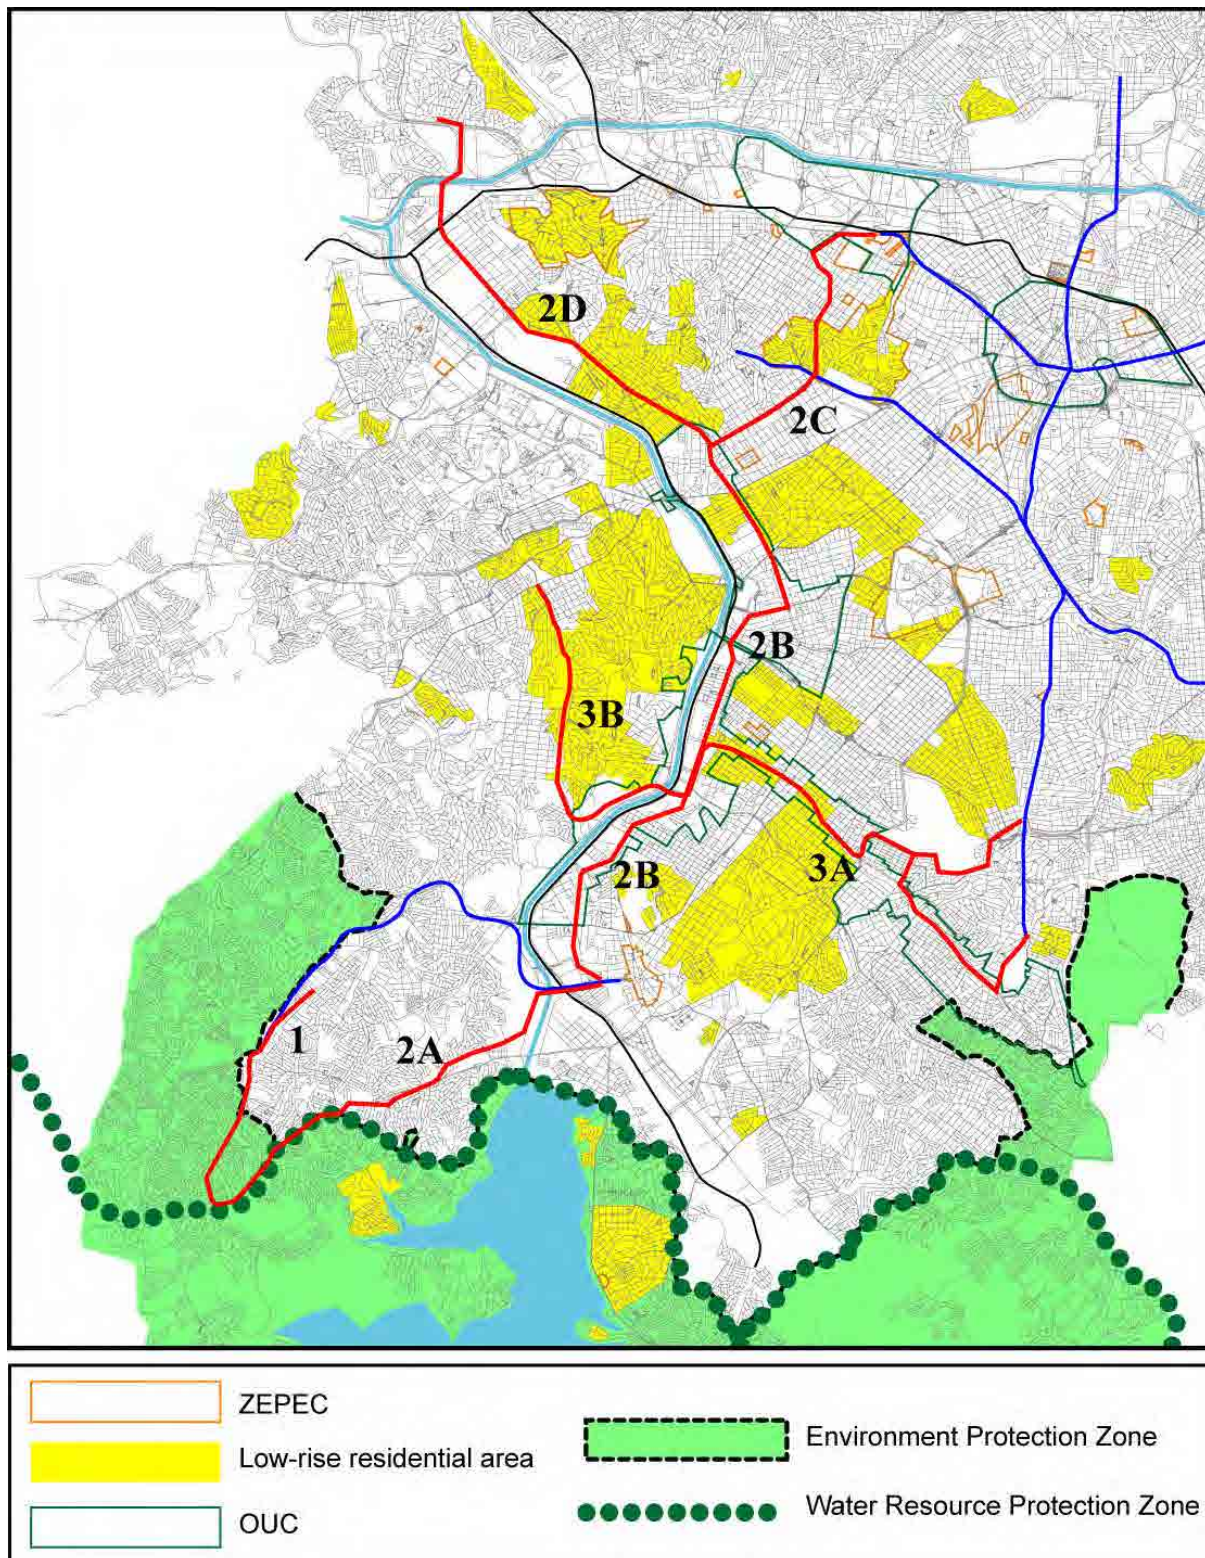 2D
2C
2B
3B
2B
3A
1
2A
ZEPEC
Low-rise residential area
OUC
Environment Protection Zone
Water Resource Protection Zone